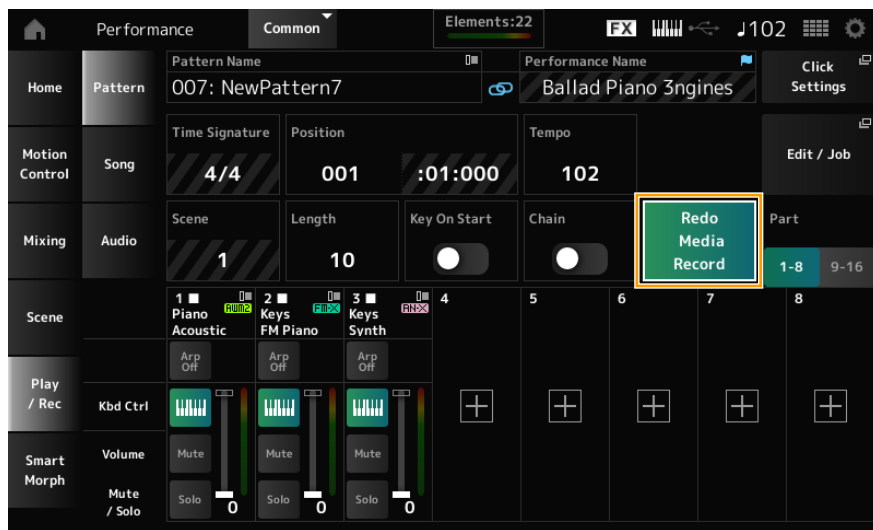 Performance
Common
Elements:22
FX
♩102
Home
Pattern
Pattern Name
007: NewPattern7
Performance Name
Ballad Piano 3ngines
Click
Settings
Motion
Control
Song
Time Signature
4/4
Position
001
:01:000
Tempo
102
Edit / Job
Mixing
Audio
Scene
1
Length
10
Key On Start
Chain
Redo
Media
Record
Part
1-8
9-16
Scene
1
Piano
Acoustic
AWM2
2
Keys
FM Piano
FM-X
3
Keys
Synth
AN-X
4
5
6
7
8
Arp
Off
Arp
Off
Arp
Off
Play
/ Rec
Kbd Ctrl
Smart
Morph
Volume
Mute
Mute
Mute
Mute
/ Solo
Solo
0
Solo
0
Solo
0